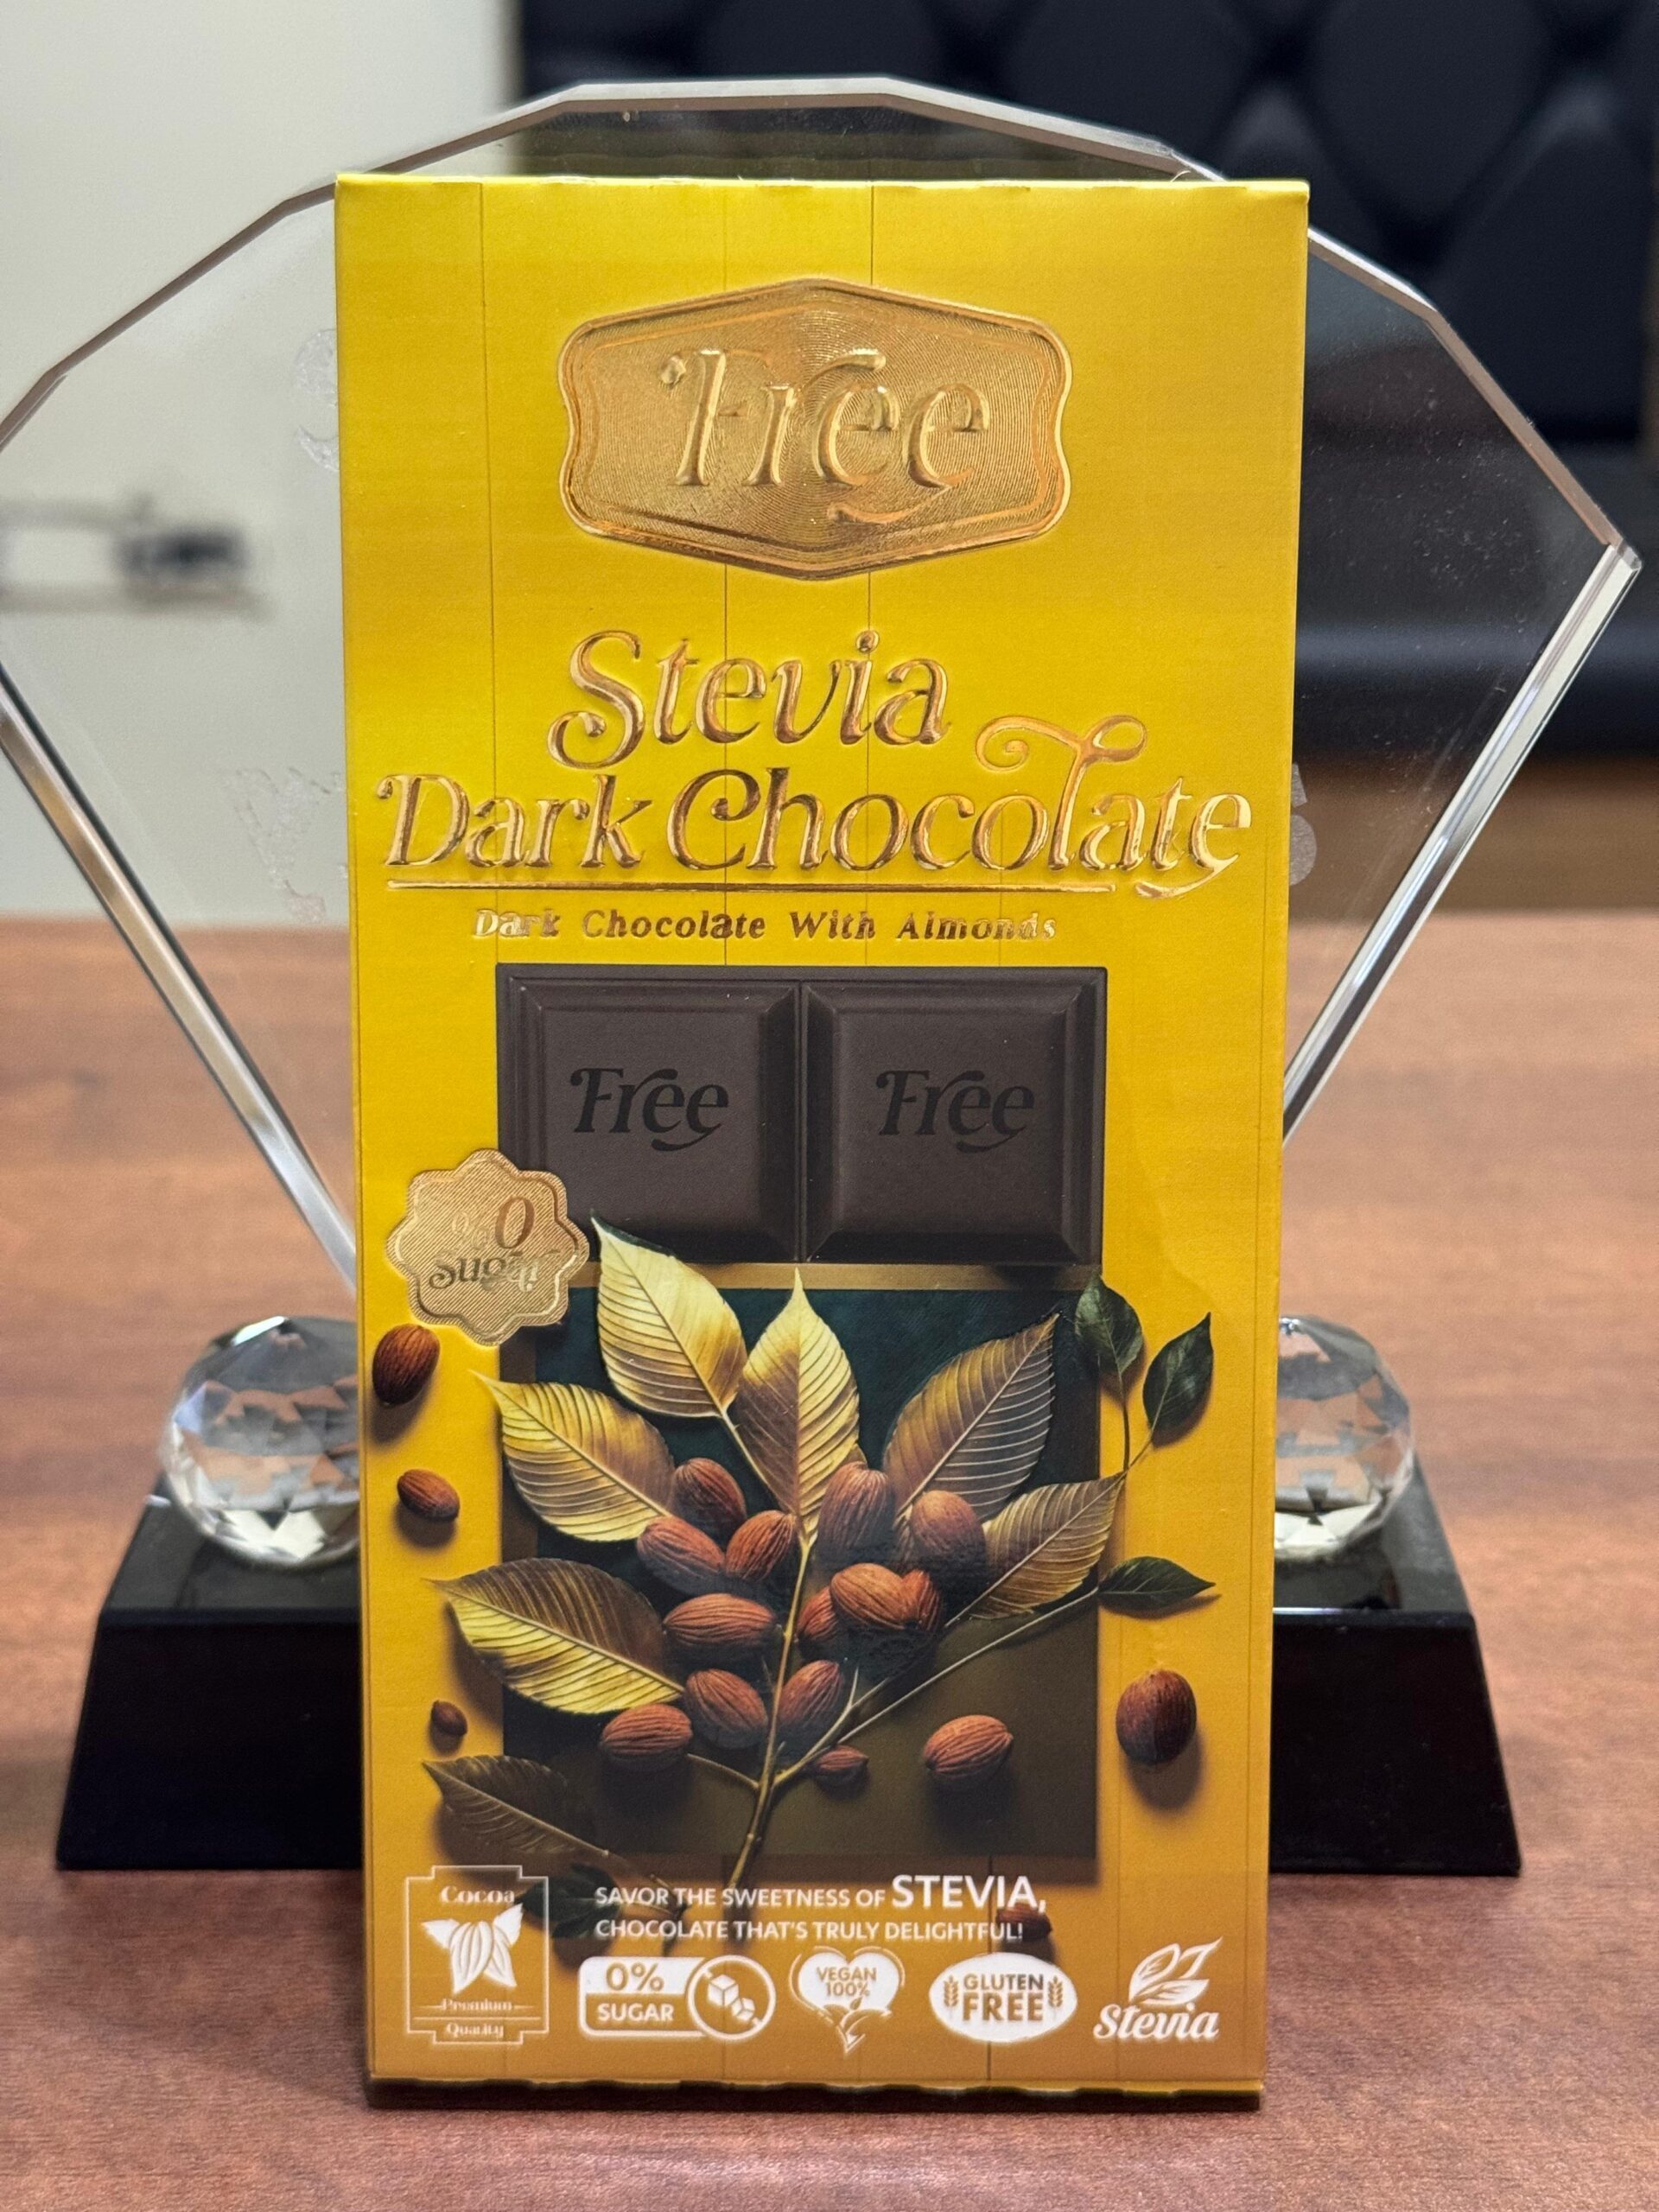 Free
Stevia
Dark Chocolate
Dark Chocolate With Almonds
Free Free
%0
Sugar
Cocoa
Premium
Quality
SAVOR THE SWEETNESS OF STEVIA,
CHOCOLATE THAT'S TRULY DELIGHTFUL!
0%
SUGAR
VEGAN
100%
GLUTEN
FREE
Stevia